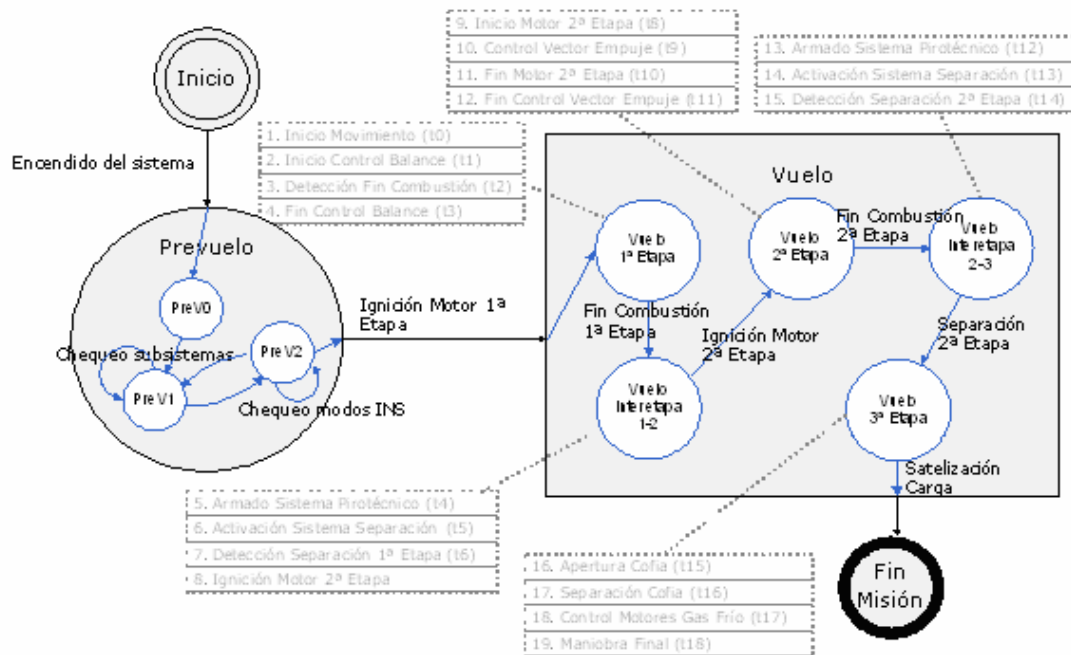 Inicio
Encendido del sistema
9. Inicio Motor 2ª Etapa (t8)
10. Control Vector Empuje (t9)
11. Fin Motor 2ª Etapa (t10)
12. Fin Control Vector Empuje (t11)
13. Armado Sistema Pirotécnico (t12)
14. Activación Sistema Separación (t13)
15. Detección Separación 2ª Etapa (t14)
1. Inicio Movimiento (t0)
2. Inicio Control Balance (t1)
3. Detección Fin Combustión (t2)
4. Fin Control Balance (t3)
Prevuelo
PreV0
Chequeo subsistemas
PreV2
PreV1
Chequeo modos INS
Ignición Motor 1ª
Etapa
Vuelo
Vuelo
1ª Etapa
Fin Combustión
1ª Etapa
Vuelo
Interetapa
1-2
Ignición Motor
2ª Etapa
Vuelo
2ª Etapa
Fin Combustión
2ª Etapa
Vuelo
Interetapa
2-3
Separación
2ª Etapa
Vuelo
3ª Etapa
Satelización
Carga
5. Armado Sistema Pirotécnico (t4)
6. Activación Sistema Separación (t5)
7. Detección Separación 1ª Etapa (t6)
8. Ignición Motor 2ª Etapa
16. Apertura Cofia (t15)
17. Separación Cofia (t16)
18. Control Motores Gas Frío (t17)
19. Maniobra Final (t18)
Fin
Misión